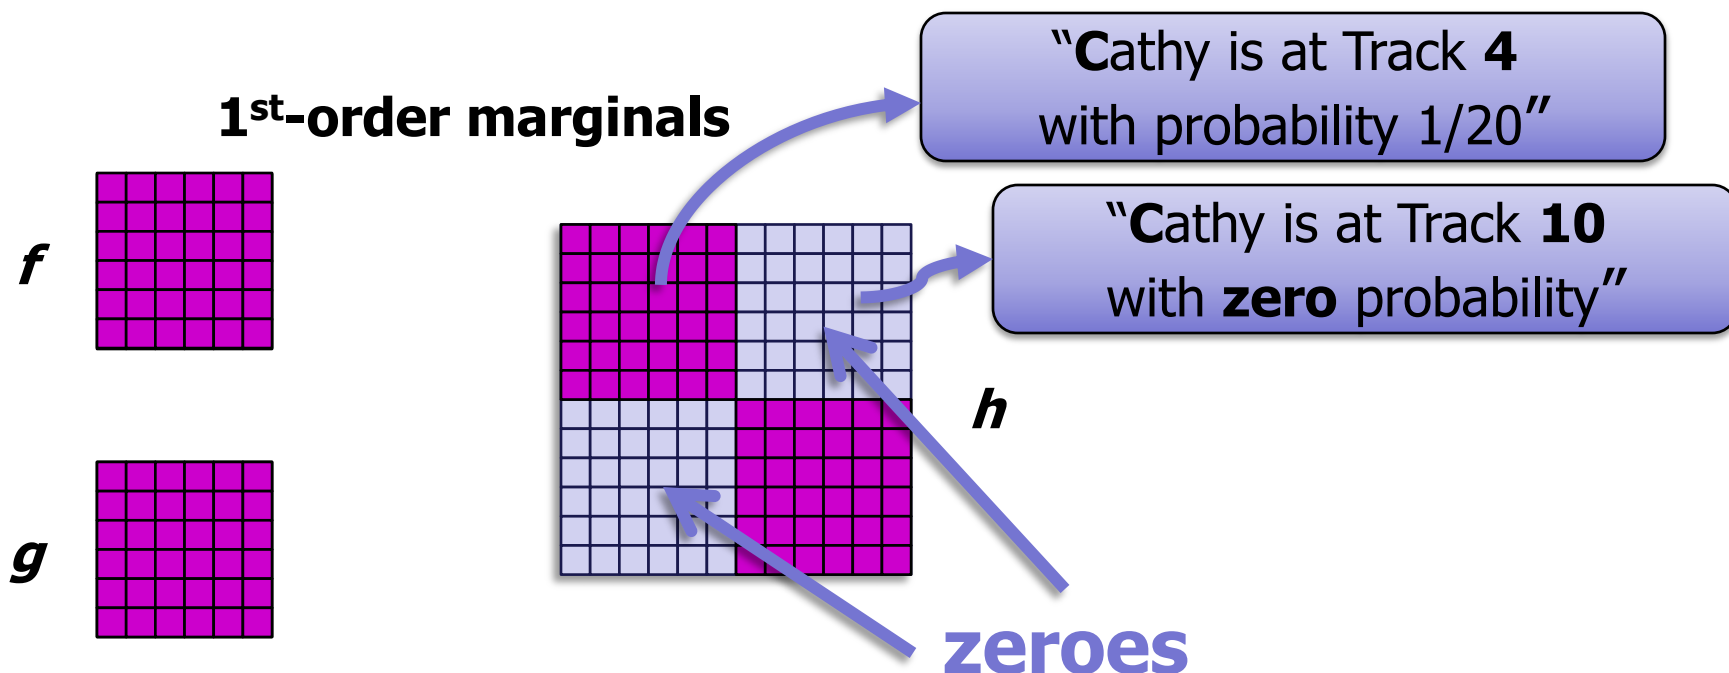 “Cathy is at Track 4
with probability 1/20”
1st-order marginals
“Cathy is at Track 10
with zero probability”
f
h
g
zeroes